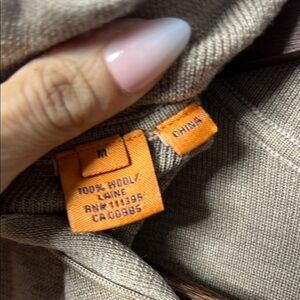 M
CHINA
100% WOOL/
LAINE
RN# 111395
CA 00985